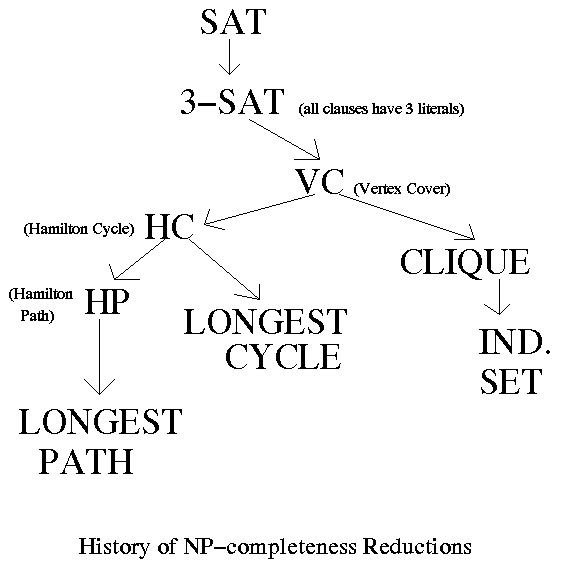 SAT
3-SAT (all clauses have 3 literals)
VC (Vertex Cover)
(Hamilton Cycle) HC
CLIQUE
(Hamilton
Path)
HP
LONGEST
CYCLE
IND.
SET
LONGEST
PATH
History of NP-completeness Reductions